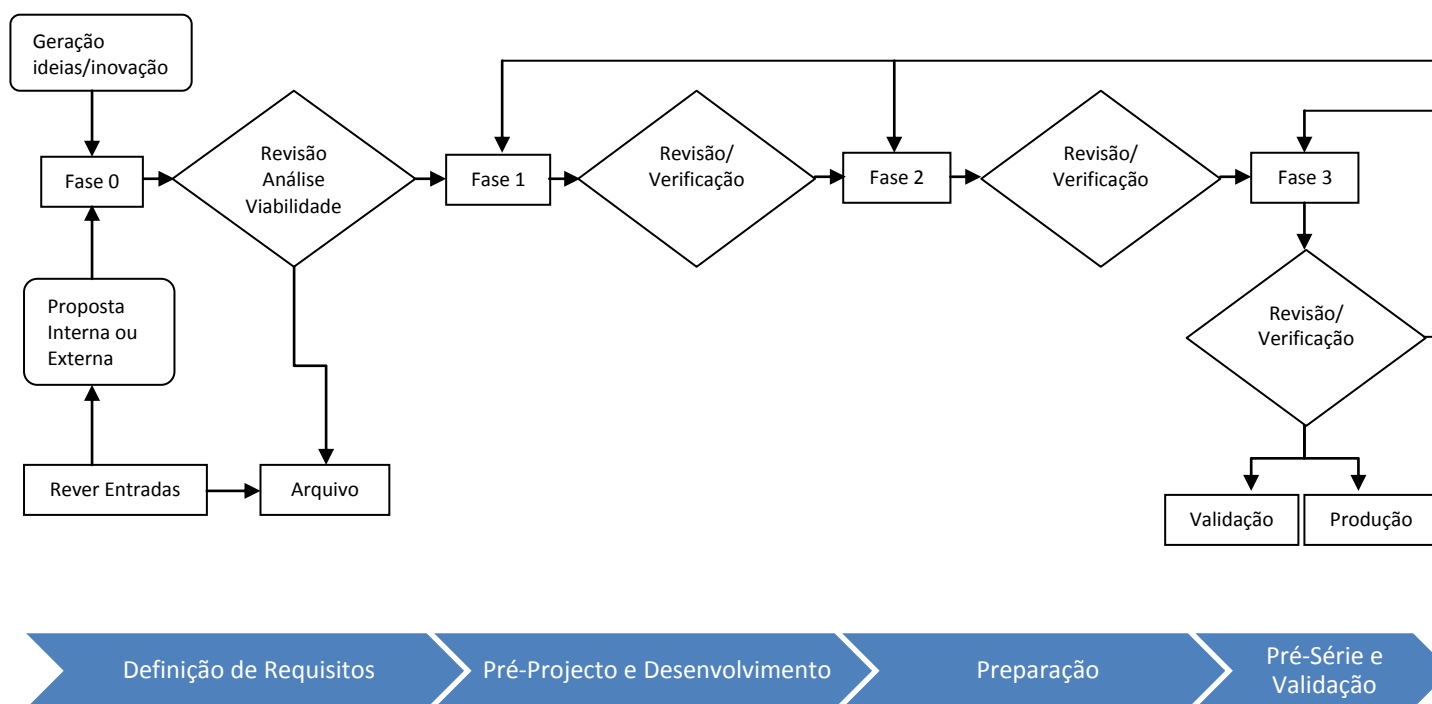 Geração
ideias/inovação
Fase 0
Revisão
Análise
Viabilidade
Fase 1
Revisão/
Verificação
Fase 2
Revisão/
Verificação
Fase 3
Proposta
Interna ou
Externa
Revisão/
Verificação
Rever Entradas
Arquivo
Validação
Produção
Definição de Requisitos
Pré-Projecto e Desenvolvimento
Preparação
Pré-Série e
Validação